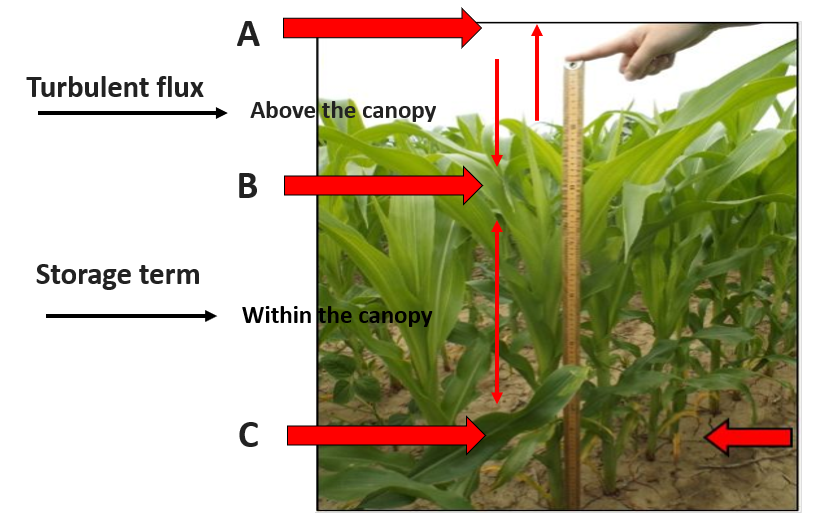 A
Turbulent flux
Above the canopy
B
Storage term
Within the canopy
C